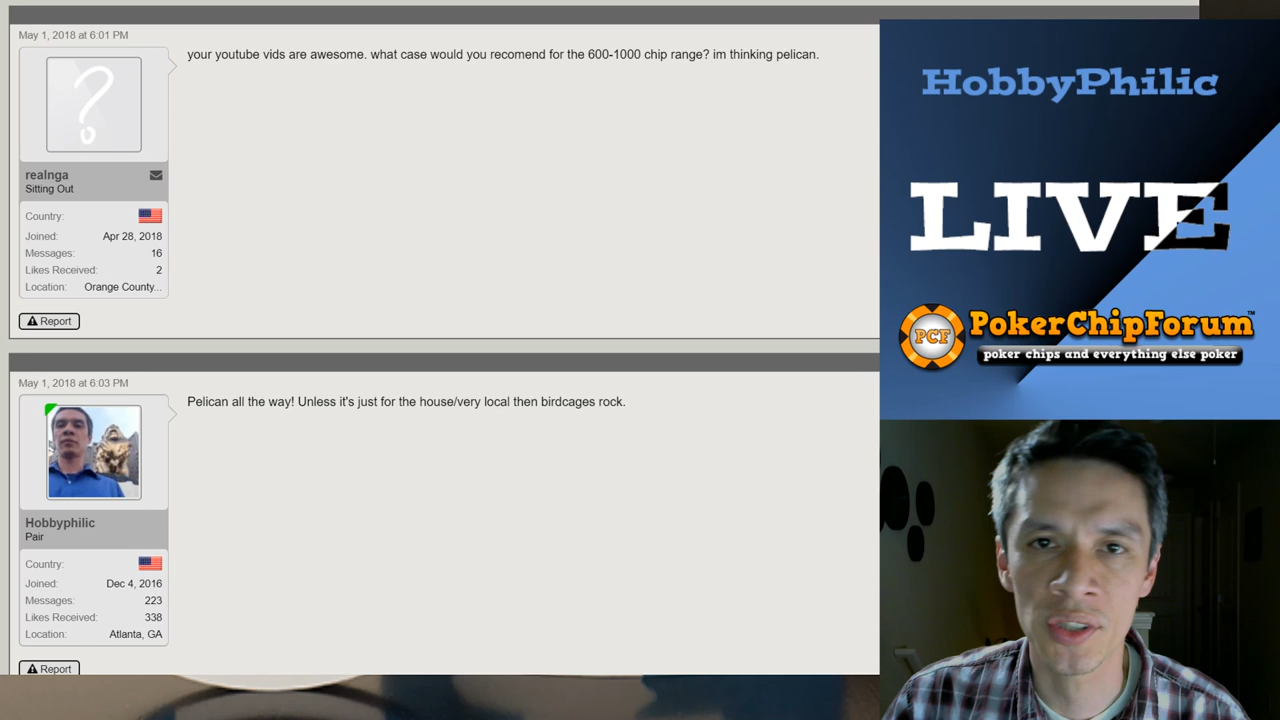 May 1, 2018 at 6:01 PM
your youtube vids are awesome. what case would you recomend for the 600-1000 chip range? im thinking pelican.
realnga
Sitting Out
Country:
Joined: Apr 28, 2018
Messages: 16
Likes Received: 2
Location: Orange County...
Report
May 1, 2018 at 6:03 PM
Pelican all the way! Unless it's just for the house/very local then birdcages rock.
Hobbyphilic
Pair
Country:
Joined: Dec 4, 2016
Messages: 223
Likes Received: 338
Location: Atlanta, GA
Report
HobbyPhilic
LIVE
PCF PokerChipForum™
poker chips and everything else poker